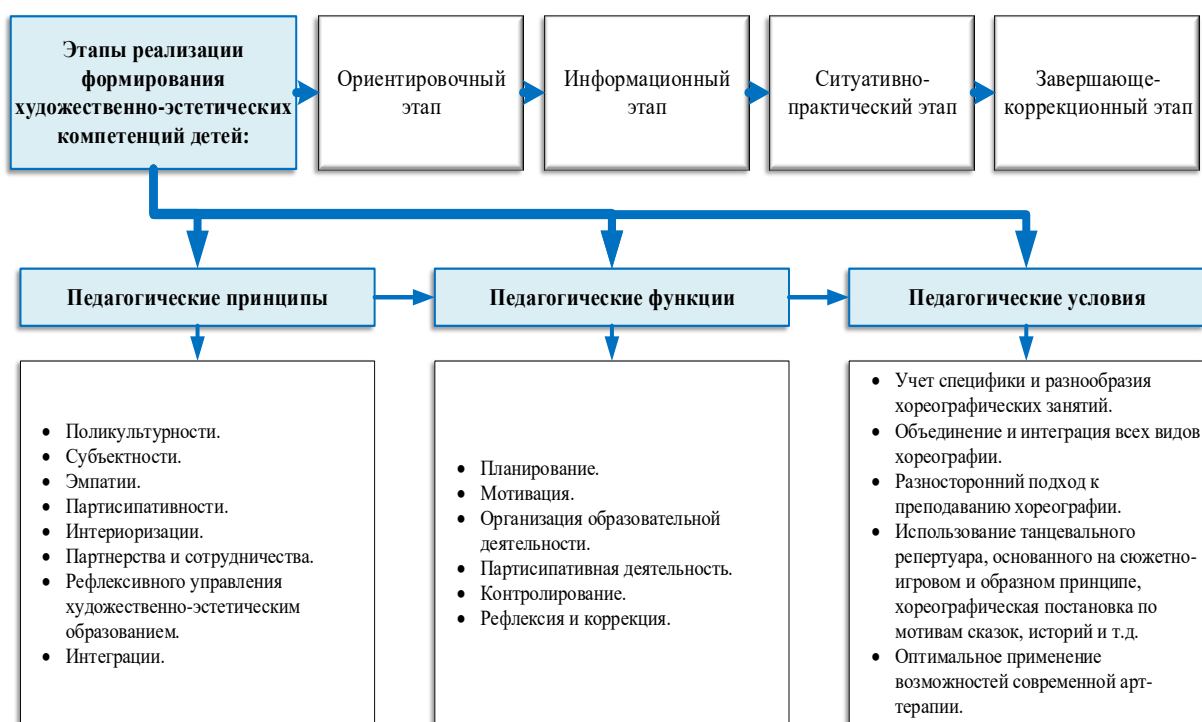 Этапы реализации
формирования
художественно-эстетических
компетенций детей:
Ориентировочный
этап
Информационный
этап
Ситуативно-
практический этап
Завершающе-
коррекционный этап
Педагогические принципы
Педагогические функции
Педагогические условия
• Поликультурности.
• Субъектности.
• Эмпатии.
• Партисипативности.
• Интериоризации.
• Партнерства и сотрудничества.
• Рефлексивного управления
художественно-эстетическим
образованием.
• Интеграции.
• Планирование.
• Мотивация.
• Организация образовательной
деятельности.
• Партисипативная деятельность.
• Контролирование.
• Рефлексия и коррекция.
• Учет специфики и разнообразия
хореографических занятий.
• Объединение и интеграция всех видов
хореографии.
• Разносторонний подход к
преподаванию хореографии.
• Использование танцевального
репертуара, основанного на сюжетно-
игровом и образном принципе,
хореографическая постановка по
мотивам сказок, историй и т.д.
• Оптимальное применение
возможностей современной арт-
терапии.